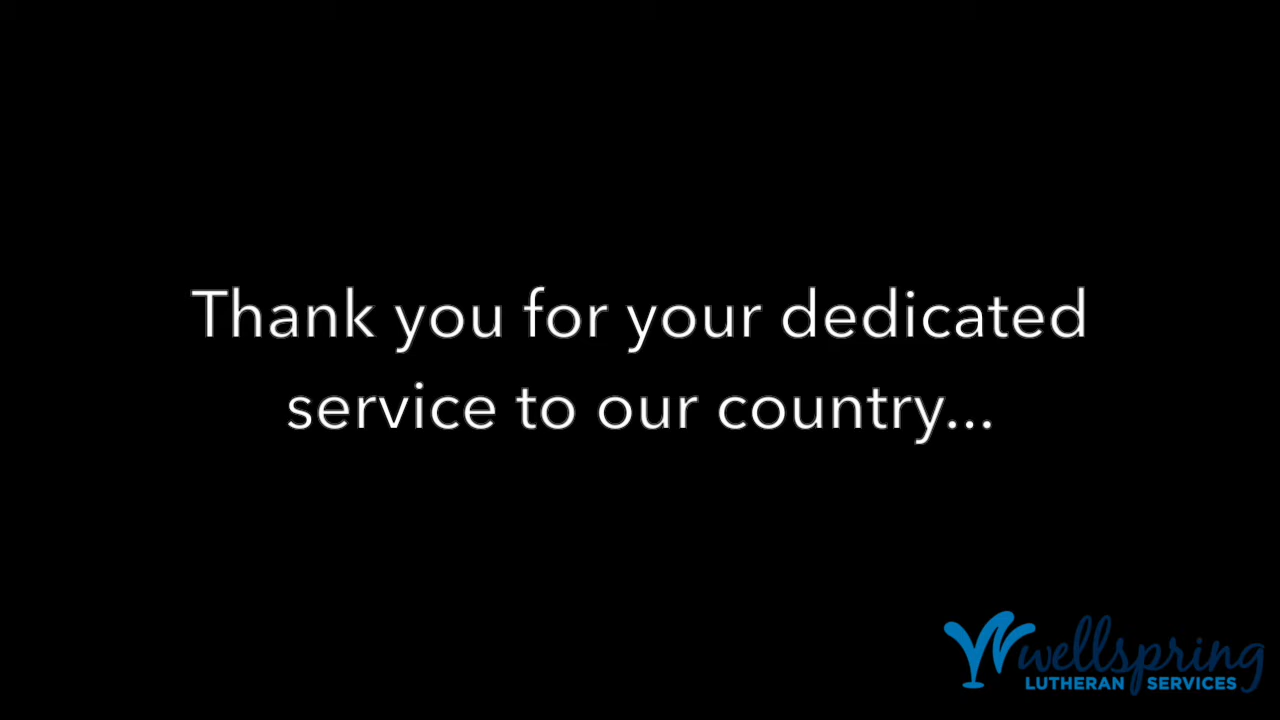 Thank you for your dedicated
service to our country...
wellspring
LUTHERAN SERVICES